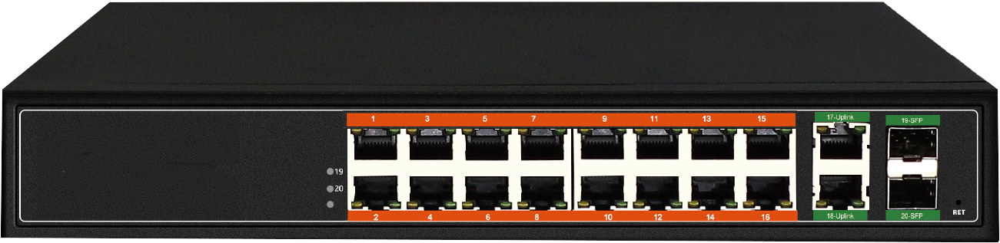 1 3 5 7 9 11 13 15
17-Uplink
19-SFP
19
20
2 4 6 8 10 12 14 16
18-Uplink
20-SFP
RET